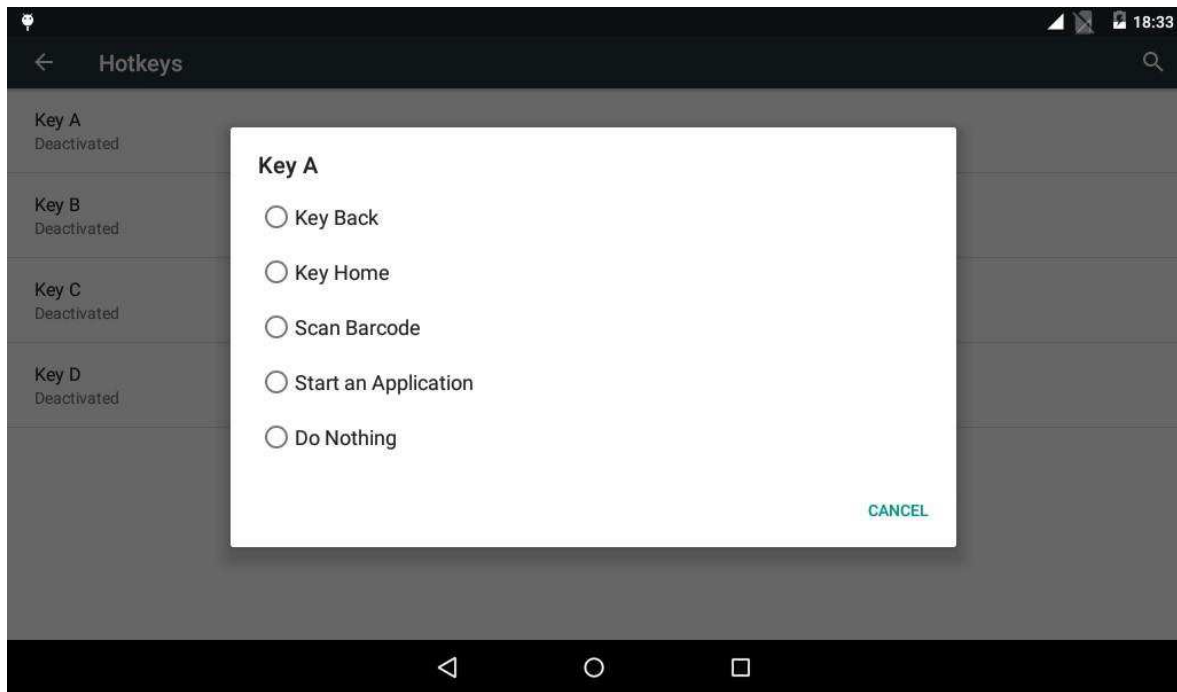 18:33
Hotkeys
Key A
Deactivated
Key B
Deactivated
Key C
Deactivated
Key D
Deactivated
Key A
Key Back
Key Home
Scan Barcode
Start an Application
Do Nothing
CANCEL